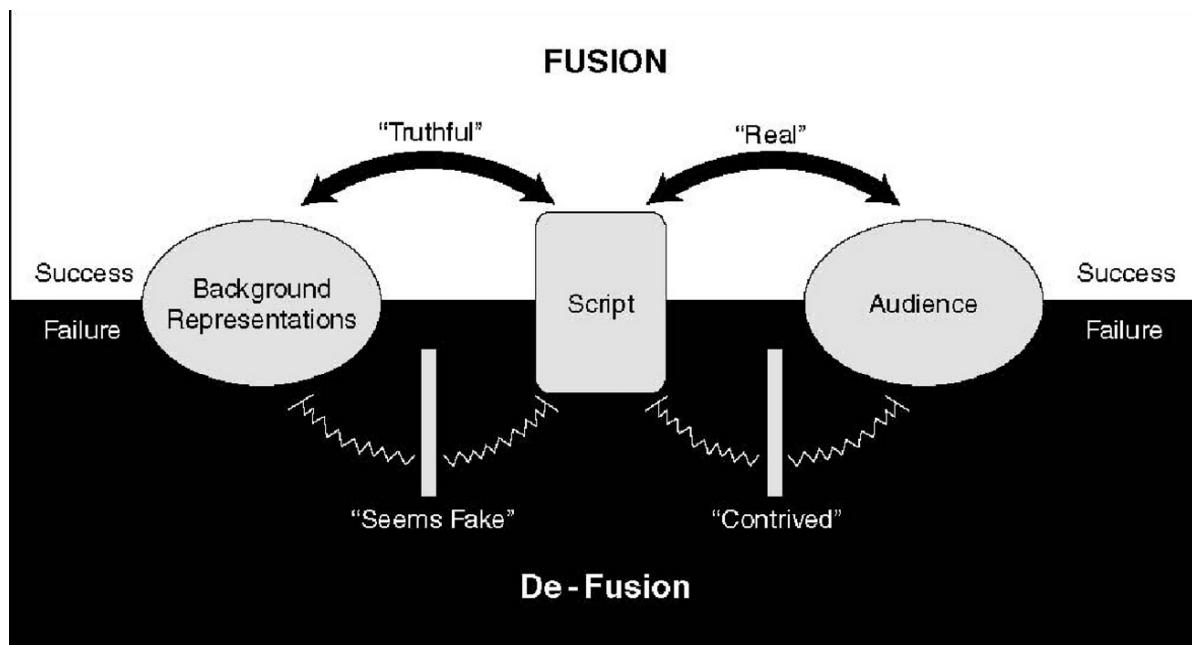 FUSION
“Truthful”
“Real”
Success
Success
Background
Representations
Script
Audience
Failure
Failure
“Seems Fake”
“Contrived”
De - Fusion